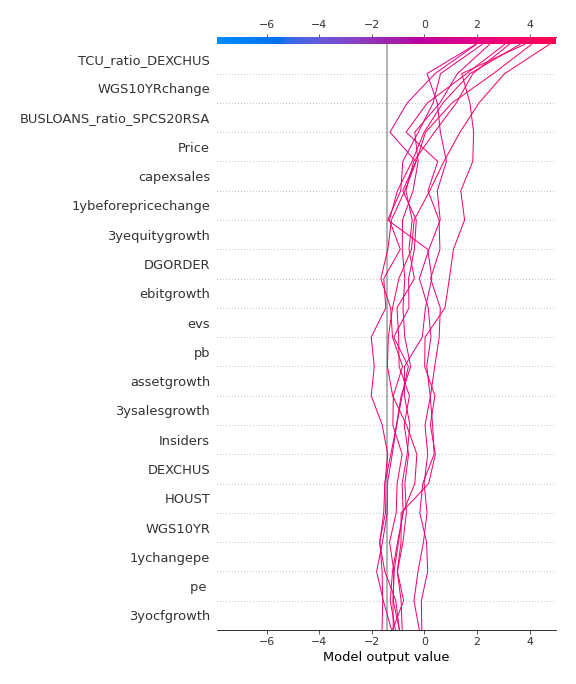 −6 −4 −2 0 2 4
TCU_ratio_DEXCHUS
WGS10YRchange
BUSLOANS_ratio_SPCS20RSA
Price
capexsales
1ybeforepricechange
3yequitygrowth
DGORDER
ebitgrowth
evs
pb
assetgrowth
3ysalesgrowth
Insiders
DEXCHUS
HOUST
WGS10YR
1ychangepe
pe
3yocfgrowth
−6 −4 −2 0 2 4
Model output value